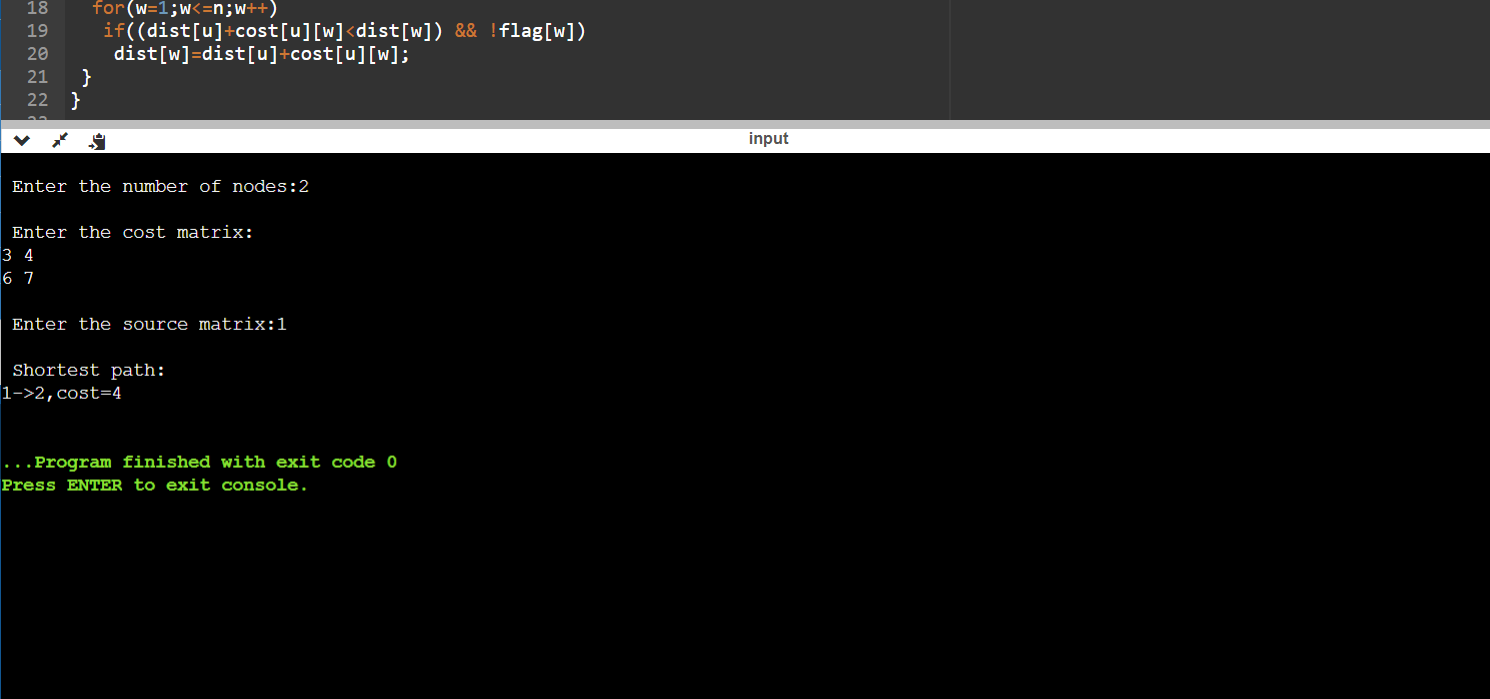 18 for(w=1;w<=n;w++)
19 if((dist[u]+cost[u][w]<dist[w]) && !flag[w])
20 dist[w]=dist[u]+cost[u][w];
21 }
22 }
input
Enter the number of nodes:2
Enter the cost matrix:
3 4
6 7
Enter the source matrix:1
Shortest path:
1->2,cost=4
...Program finished with exit code 0
Press ENTER to exit console.